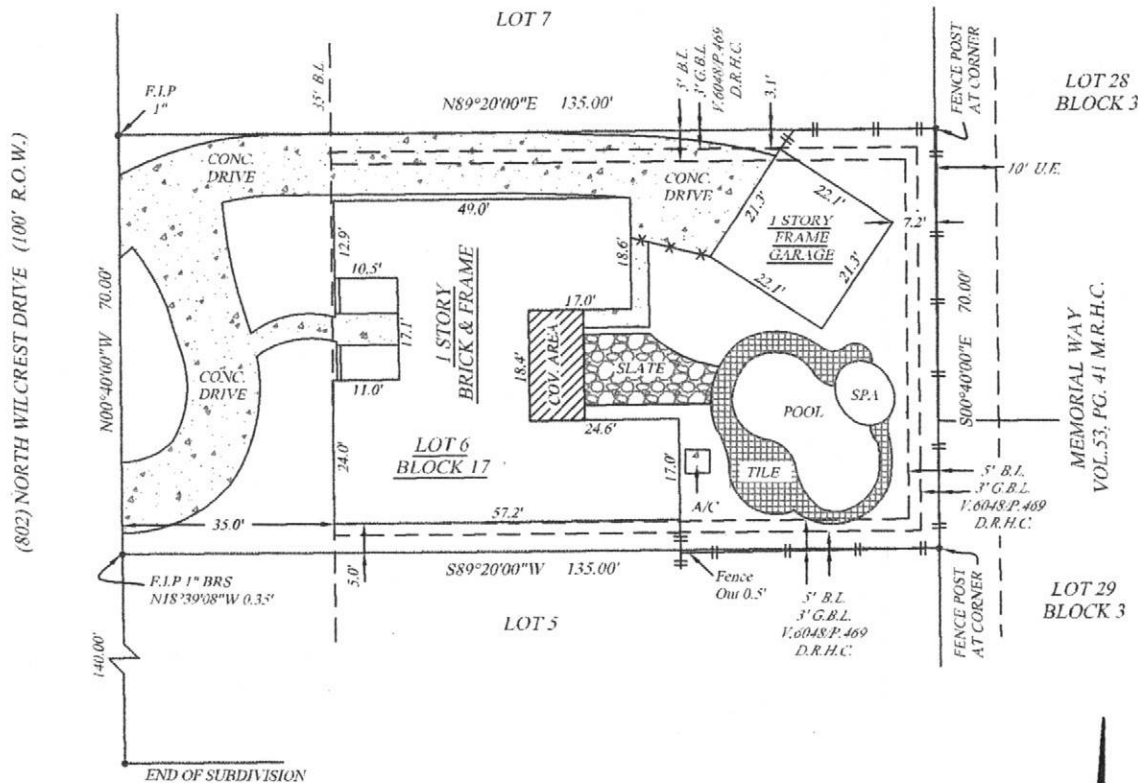 LOT 7
F.I.P
1"
N89°20'00"E 135.00'
5' B.L.
3' G.B.L.
V.6048/P.469
D.R.H.C.
3.1'
FENCE POST
AT CORNER
LOT 28
BLOCK 3
CONC.
DRIVE
CONC.
DRIVE
10' U.E.
49.0'
12.9'
10.5'
17.1'
11.0'
1 STORY
BRICK & FRAME
18.6'
21.3'
22.1'
1 STORY
FRAME
GARAGE
7.2'
22.1'
21.3'
(802) NORTH WILCREST DRIVE (100' R.O.W.)
N00°40'00"W 70.00'
CONC.
DRIVE
17.0'
18.4'
COV. AREA
SLATE
POOL
SPA
S00°40'00"E 70.00'
MEMORIAL WAY
VOL.53, PG. 41 M.R.H.C.
24.6'
LOT 6
BLOCK 17
24.0'
17.0'
TILE
A/C
5' B.L.
3' G.B.L.
V.6048/P.469
D.R.H.C.
35.0'
57.2'
5.0'
F.I.P 1" BRS
N18°39'08"W 0.35'
S89°20'00"W 135.00'
Fence
Out 0.5'
5' B.L.
3' G.B.L.
V.6048/P.469
D.R.H.C.
FENCE POST
AT CORNER
LOT 29
BLOCK 3
LOT 5
140.00'
END OF SUBDIVISION